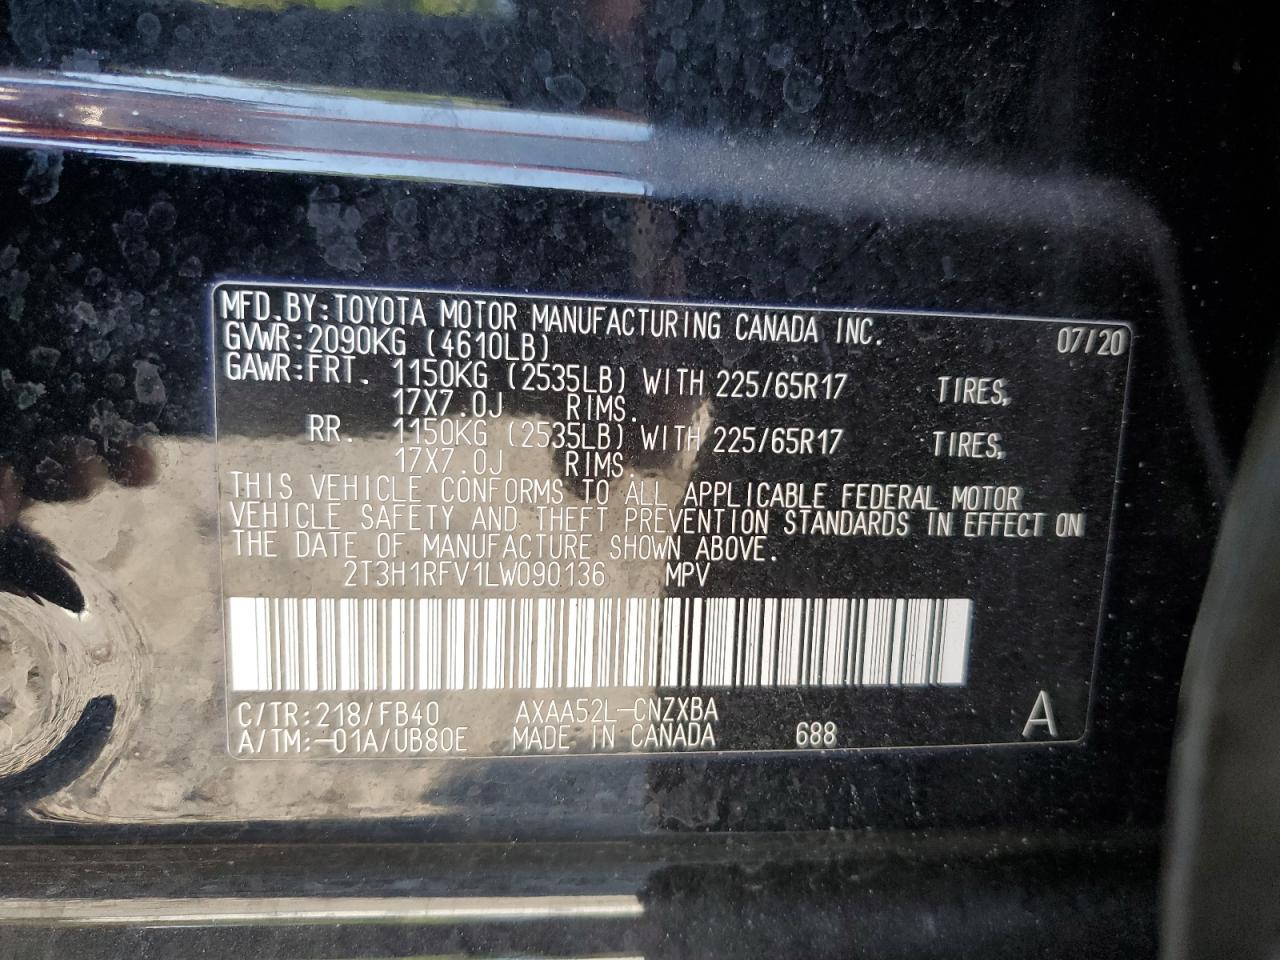 MFD.BY:TOYOTA MOTOR MANUFACTURING CANADA INC. 07/20
GVWR:2090KG (4610LB)
GAWR:FRT. 1150KG (2535LB) WITH 225/65R17 TIRES,
17X7.0J RIMS.
RR. 1150KG (2535LB) WITH 225/65R17 TIRES,
17X7.0J RIMS.
THIS VEHICLE CONFORMS TO ALL APPLICABLE FEDERAL MOTOR
VEHICLE SAFETY AND THEFT PREVENTION STANDARDS IN EFFECT ON
THE DATE OF MANUFACTURE SHOWN ABOVE.
2T3H1RFV1LW090136 MPV
C/TR:218/FB40 AXAA52L-CNZXBA A
A/TM:-01A/UB80E MADE IN CANADA 688